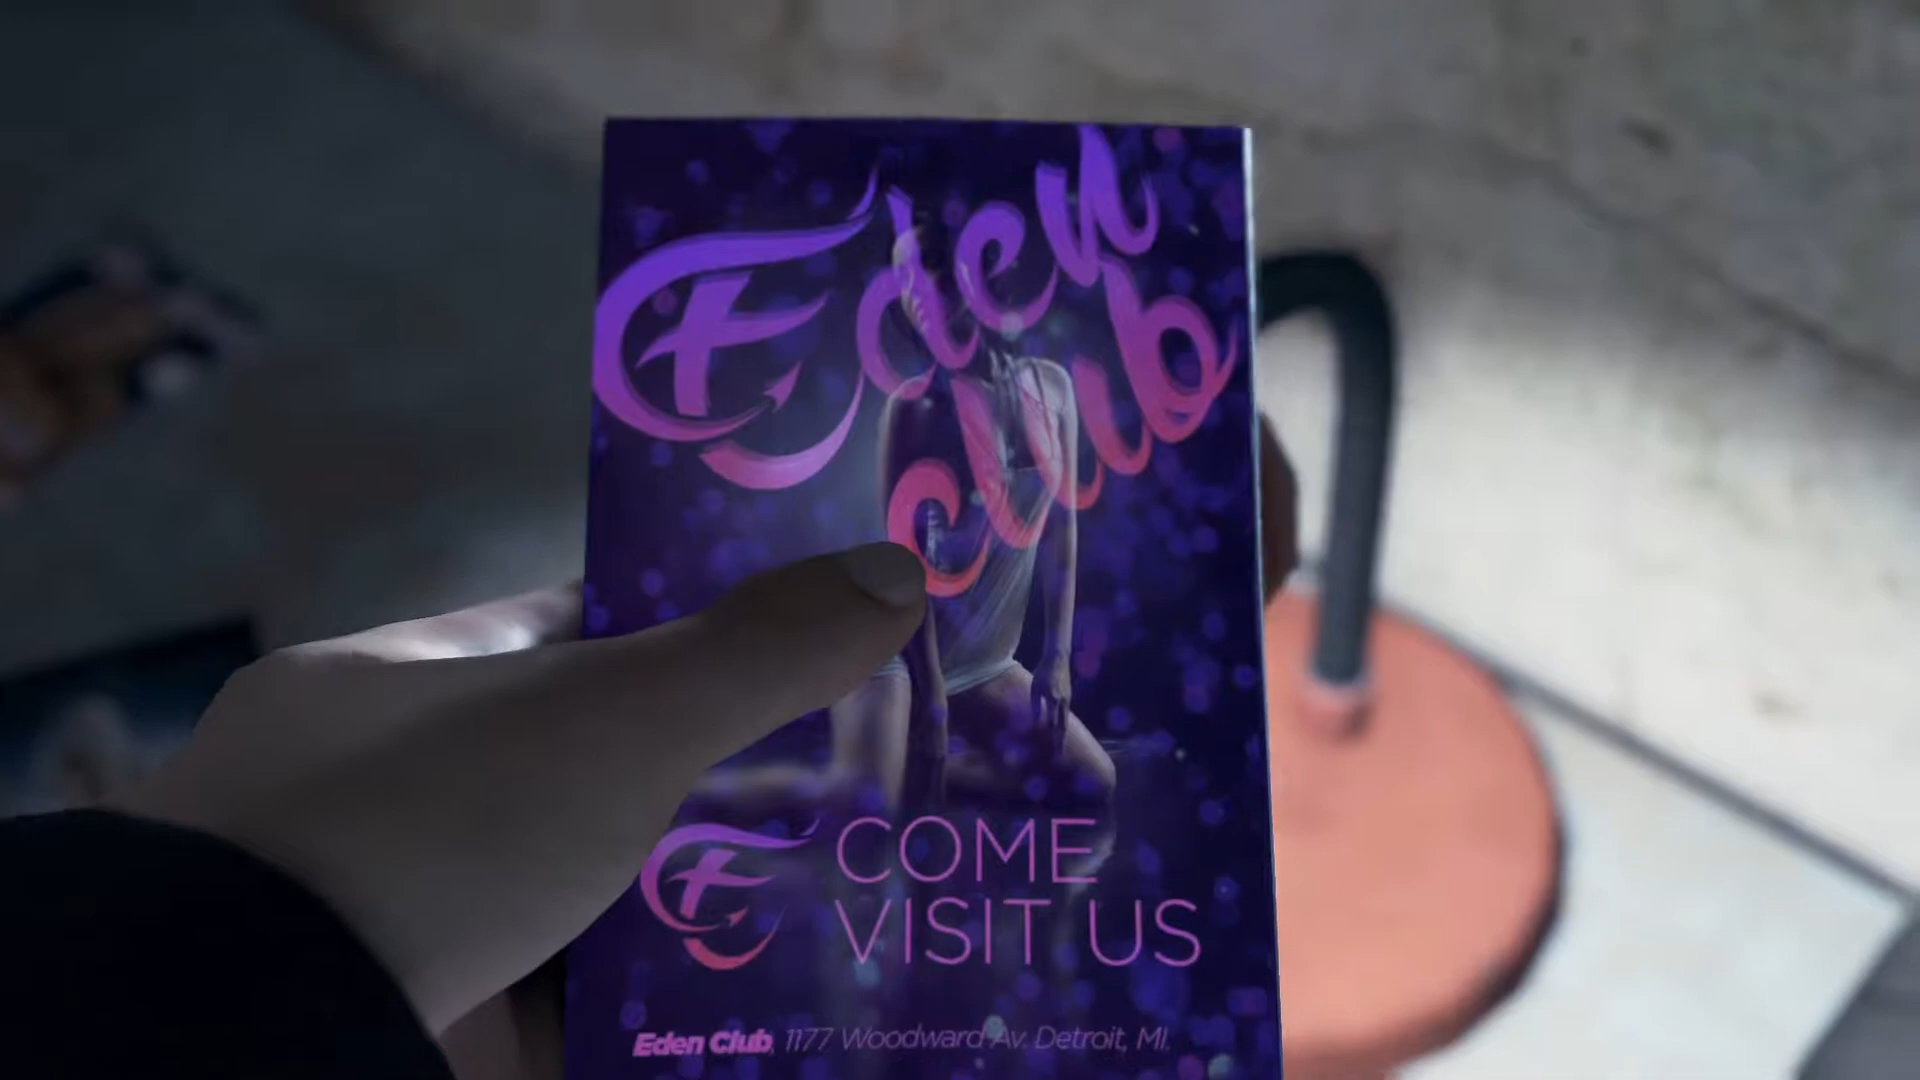 Eden
club
COME
VISIT US
Eden Club, 1177 Woodward Av. Detroit, MI.